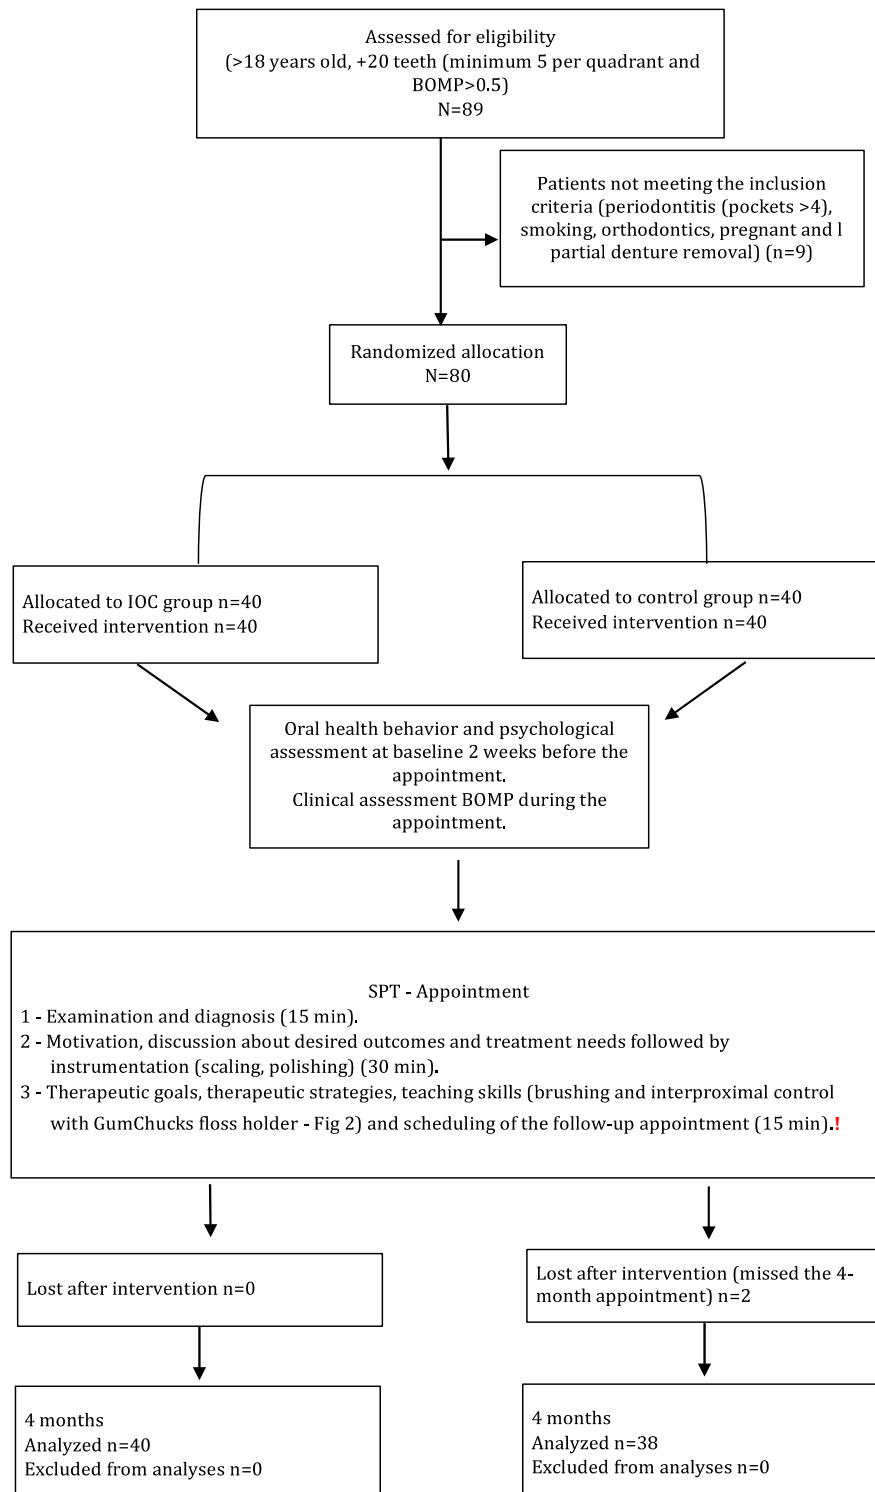 Assessed for eligibility
(>18 years old, +20 teeth (minimum 5 per quadrant and
BOMP>0.5)
N=89
Patients not meeting the inclusion
criteria (periodontitis (pockets >4),
smoking, orthodontics, pregnant and l
partial denture removal) (n=9)
Randomized allocation
N=80
Allocated to IOC group n=40
Received intervention n=40
Allocated to control group n=40
Received intervention n=40
Oral health behavior and psychological
assessment at baseline 2 weeks before the
appointment.
Clinical assessment BOMP during the
appointment.
SPT - Appointment
1 - Examination and diagnosis (15 min).
2 - Motivation, discussion about desired outcomes and treatment needs followed by
instrumentation (scaling, polishing) (30 min).
3 - Therapeutic goals, therapeutic strategies, teaching skills (brushing and interproximal control
with GumChucks floss holder - Fig 2) and scheduling of the follow-up appointment (15 min).!
Lost after intervention n=0
Lost after intervention (missed the 4-
month appointment) n=2
4 months
Analyzed n=40
Excluded from analyses n=0
4 months
Analyzed n=38
Excluded from analyses n=0